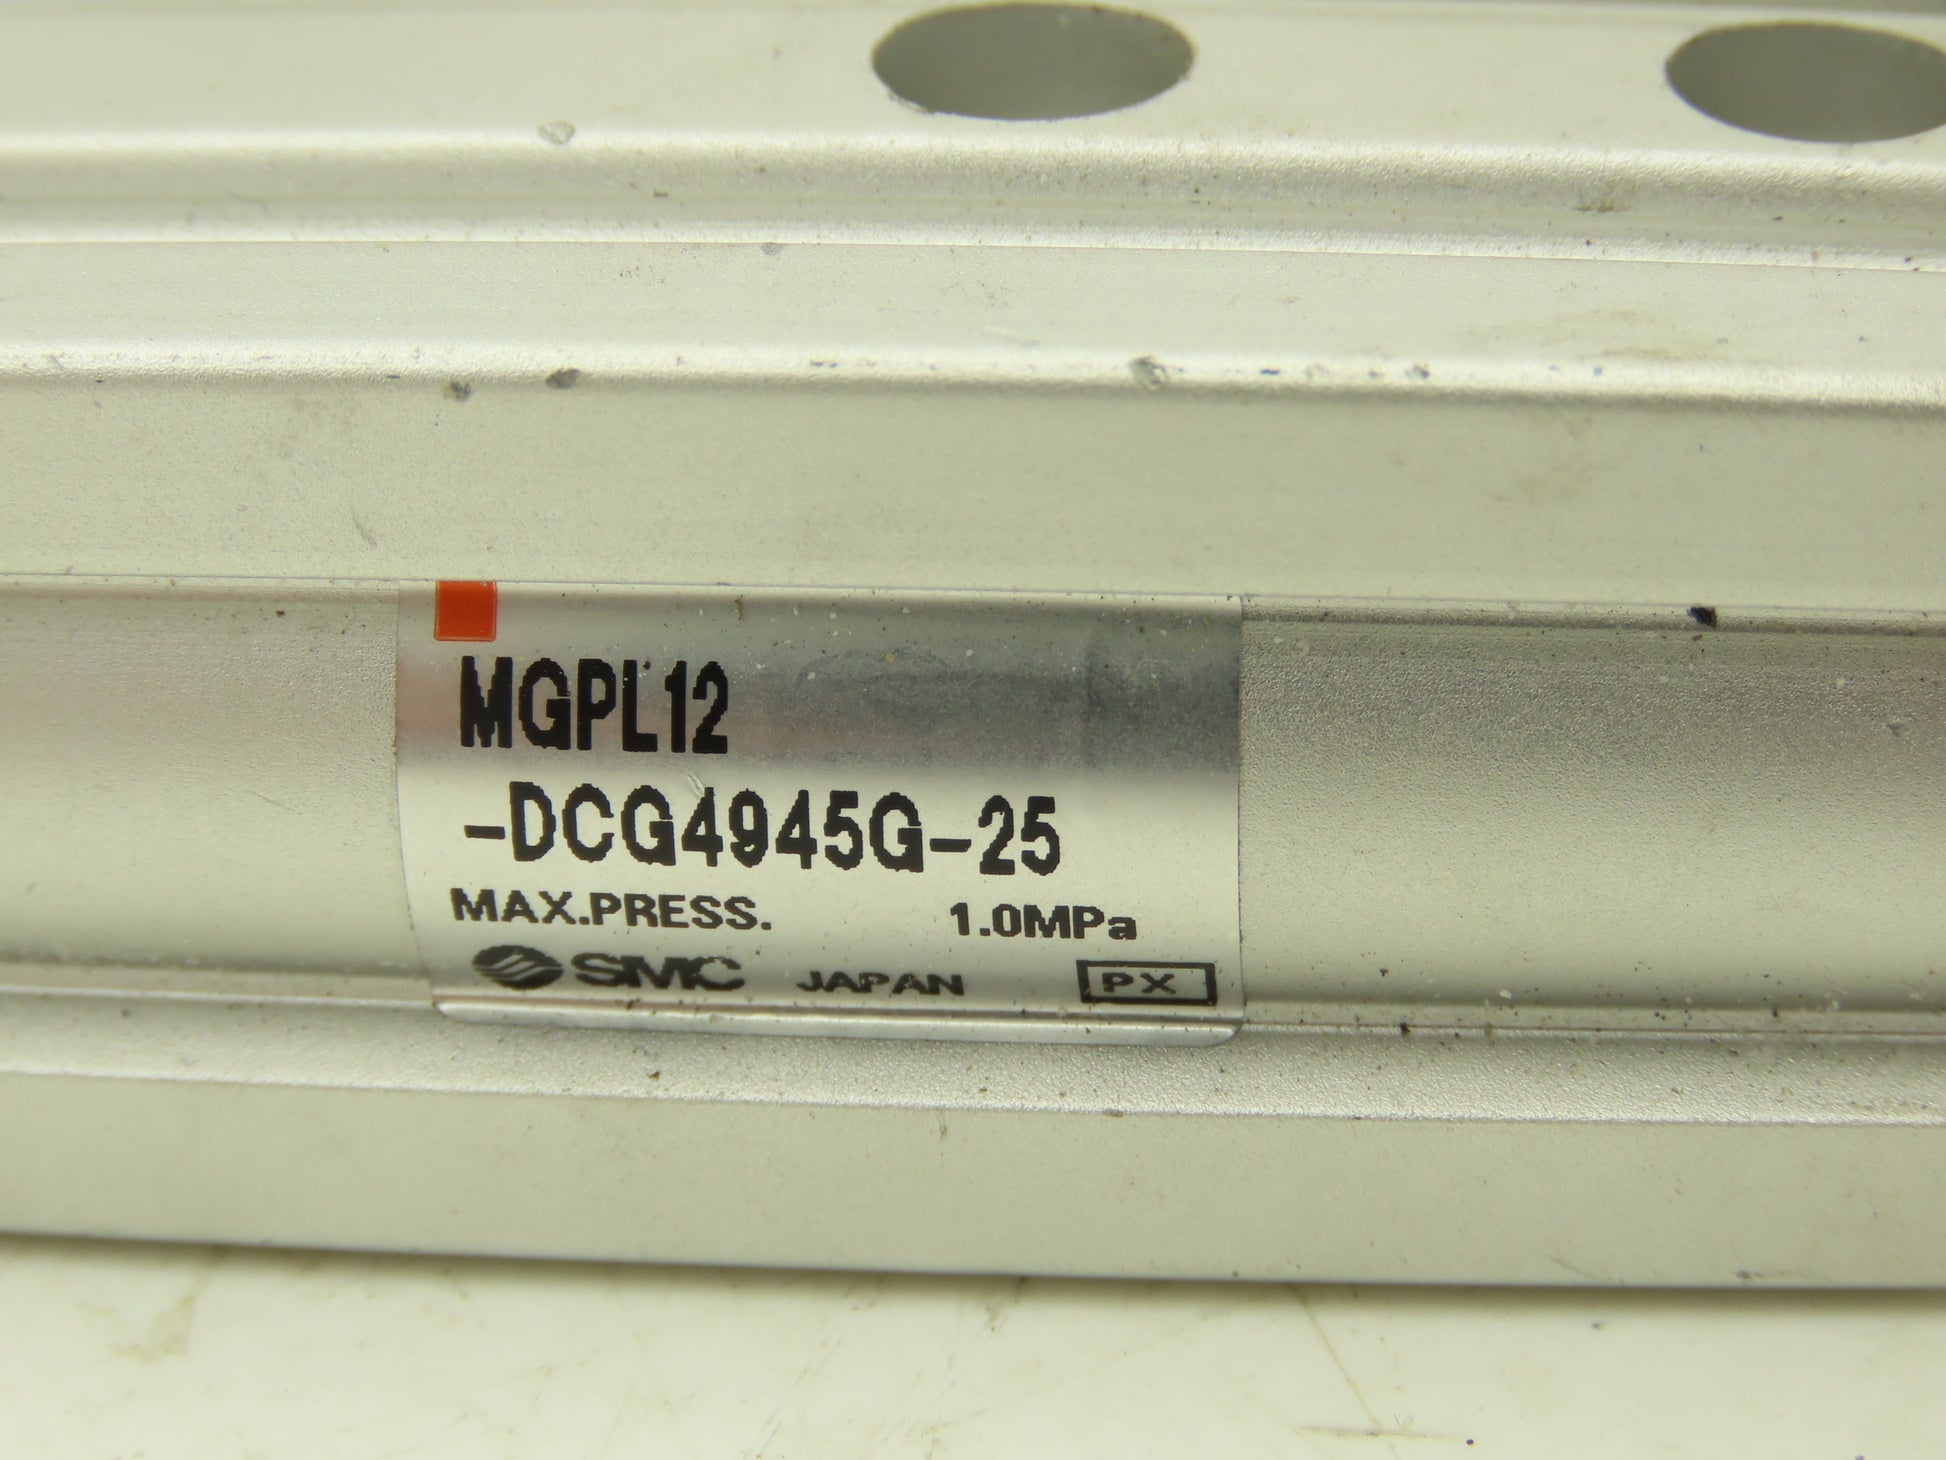 MGPL12
-DCG4945G-25
MAX.PRESS. 1.0MPa
SMC JAPAN PX